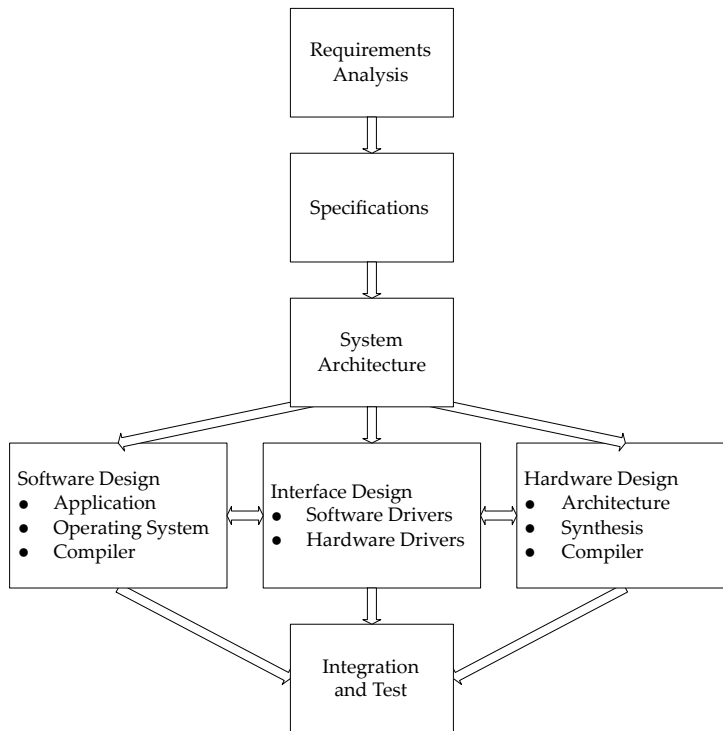 Requirements
Analysis
Specifications
System
Architecture
Software Design
● Application
● Operating System
● Compiler
Interface Design
● Software Drivers
● Hardware Drivers
Hardware Design
● Architecture
● Synthesis
● Compiler
Integration
and Test